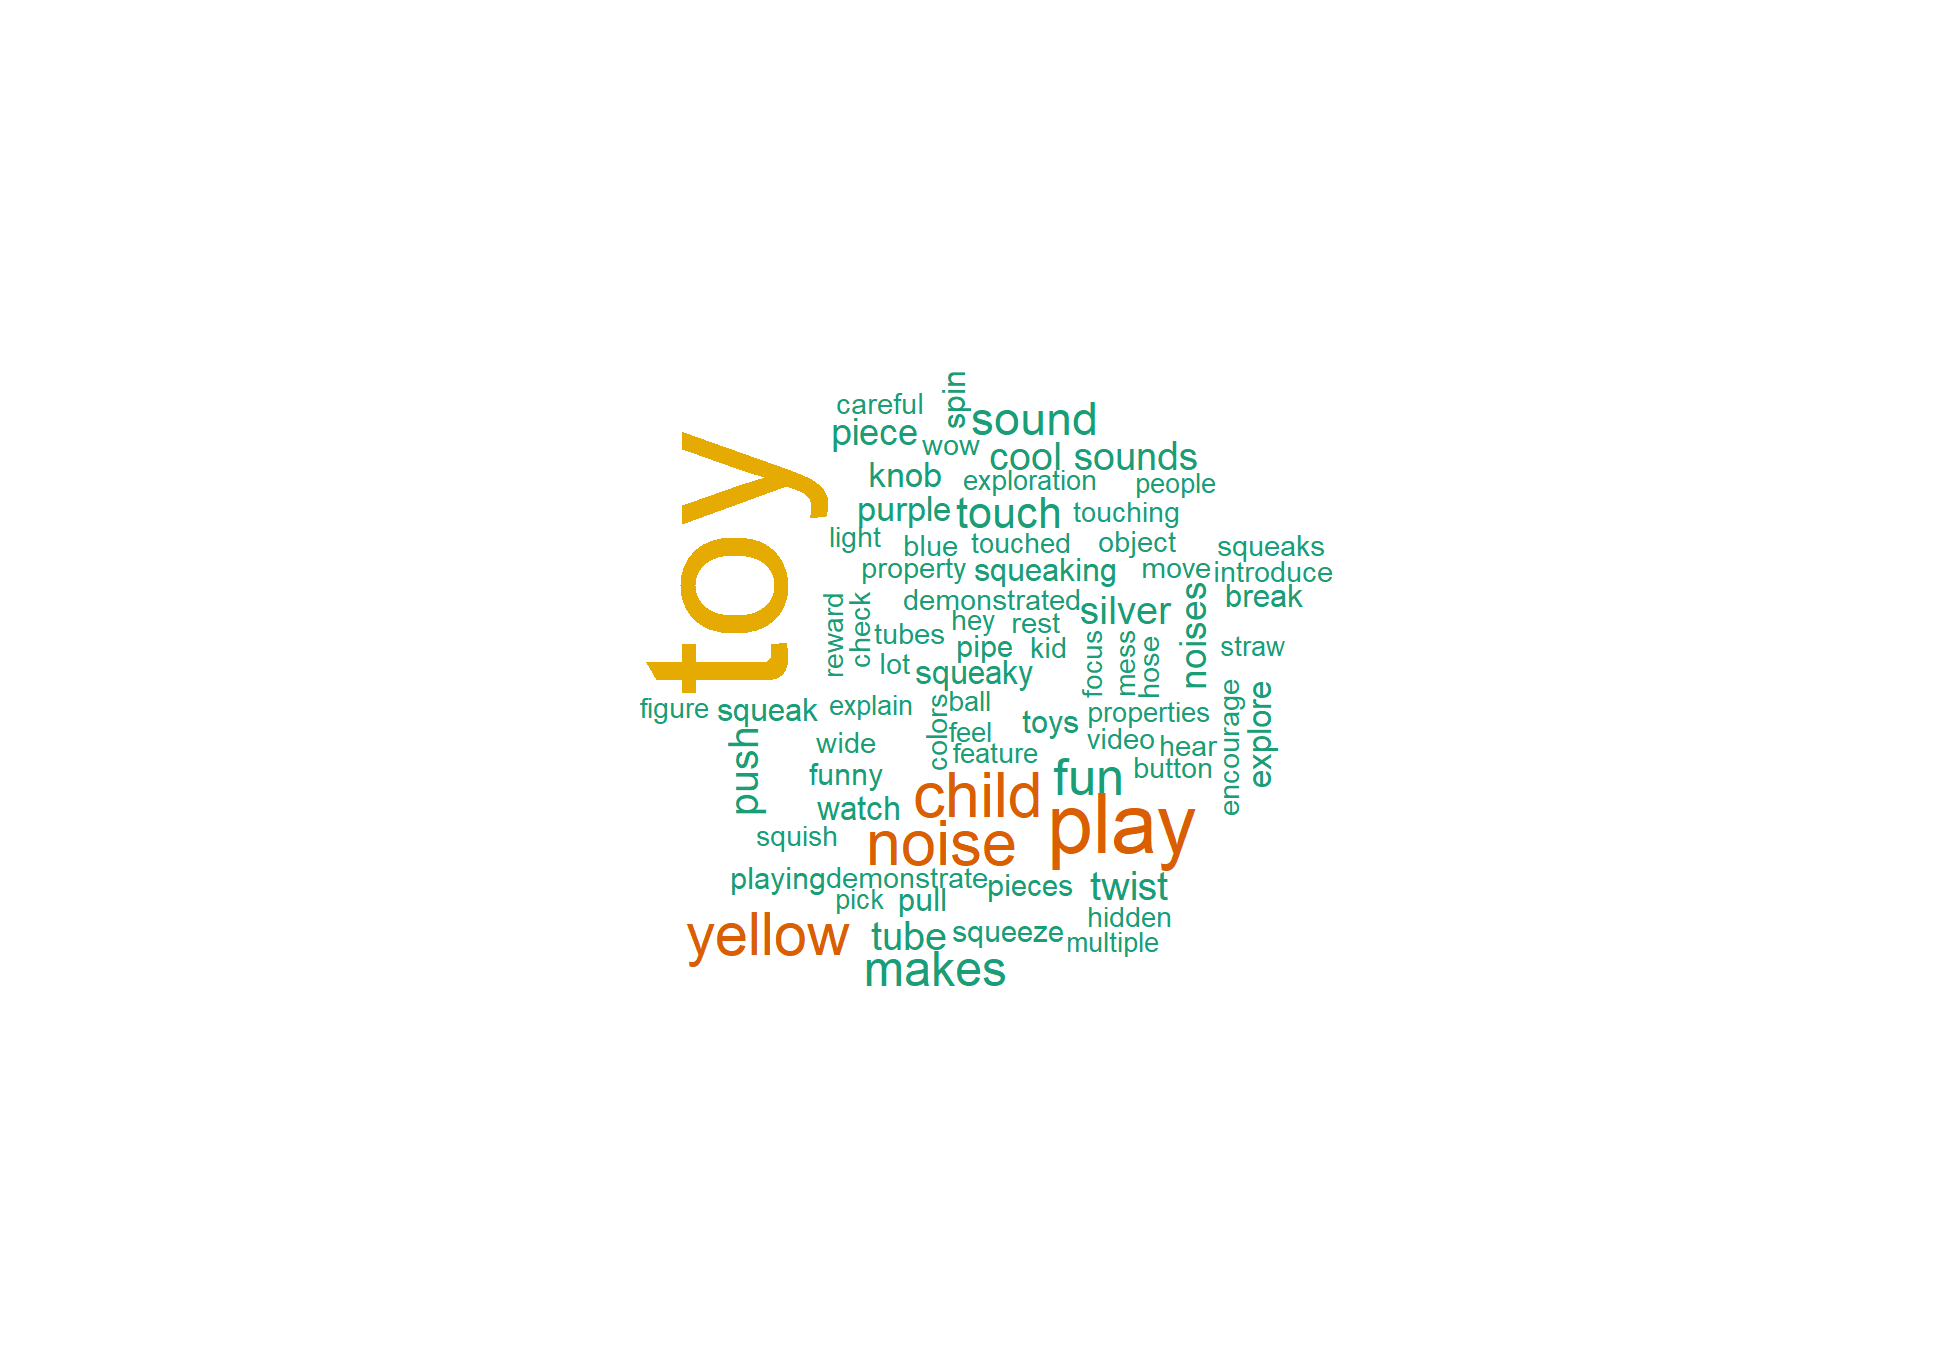 spin
careful
sound
piece
wow
cool sounds
knob
exploration
people
toy
purple
touch
touching
light
blue
touched
object
squeaks
property
squeaking
move
introduce
demonstrated
silver
noises
break
reward
check
hey
rest
tubes
pipe
kid
focus
mess
hose
straw
lot
squeaky
figure
squeak
explain
colors
ball
toys
properties
encourage
explore
push
wide
feel
video
hear
feature
funny
child
fun
button
watch
play
squish
noise
playing
demonstrate
pieces
twist
pick
pull
hidden
yellow
tube
squeeze
multiple
makes